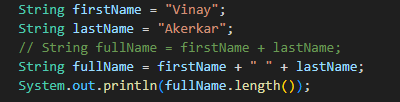 String firstName = "Vinay";
String lastName = "Akerkar";
// String fullName = firstName + lastName;
String fullName = firstName + " " + lastName;
System.out.println(fullName.length());